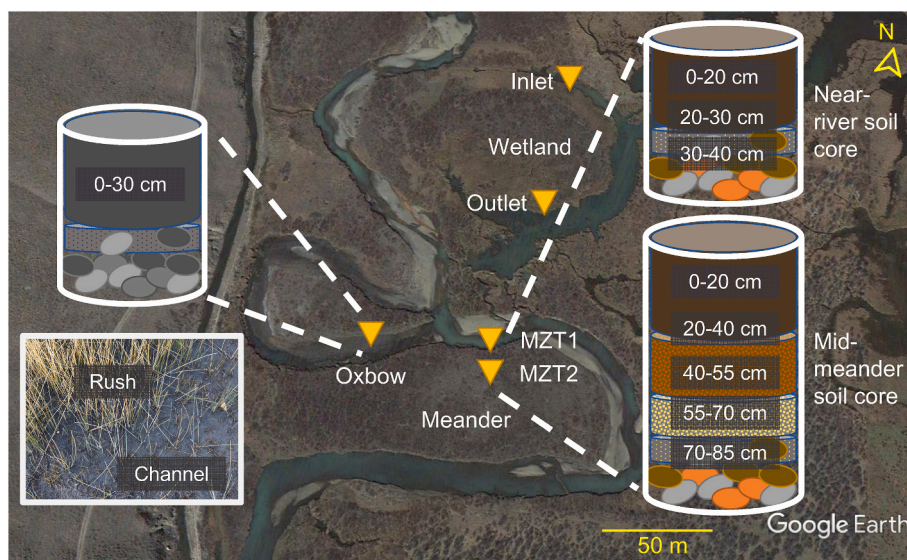 Inlet
Wetland
Outlet
MZT1
MZT2
Oxbow
Meander
0-30 cm
Rush
Channel
N
0-20 cm
20-30 cm
30-40 cm
Near-
river soil
core
0-20 cm
20-40 cm
40-55 cm
55-70 cm
70-85 cm
Mid-
meander
soil core
50 m
Google Earth